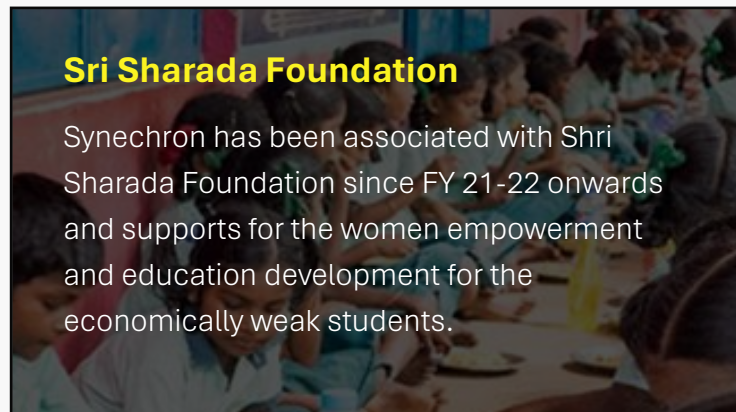 Sri Sharada Foundation
Synechron has been associated with Shri
Sharada Foundation since FY 21-22 onwards
and supports for the women empowerment
and education development for the
economically weak students.